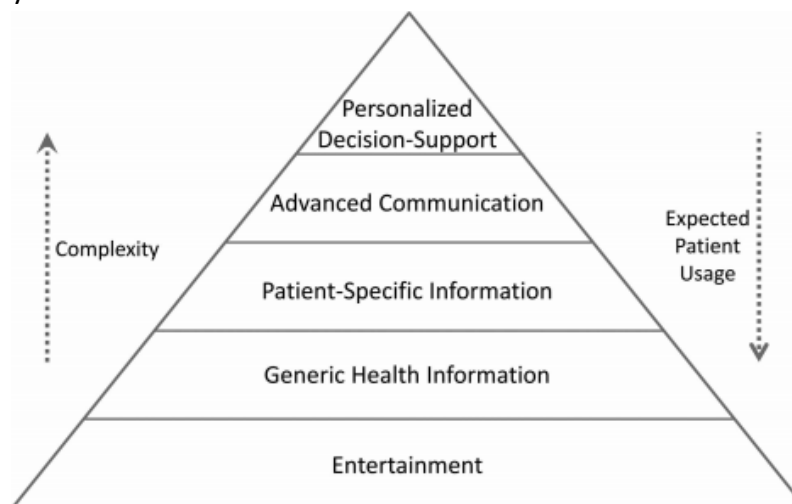 Personalized
Decision-Support
Advanced Communication
Complexity
Expected
Patient
Usage
Patient-Specific Information
Generic Health Information
Entertainment